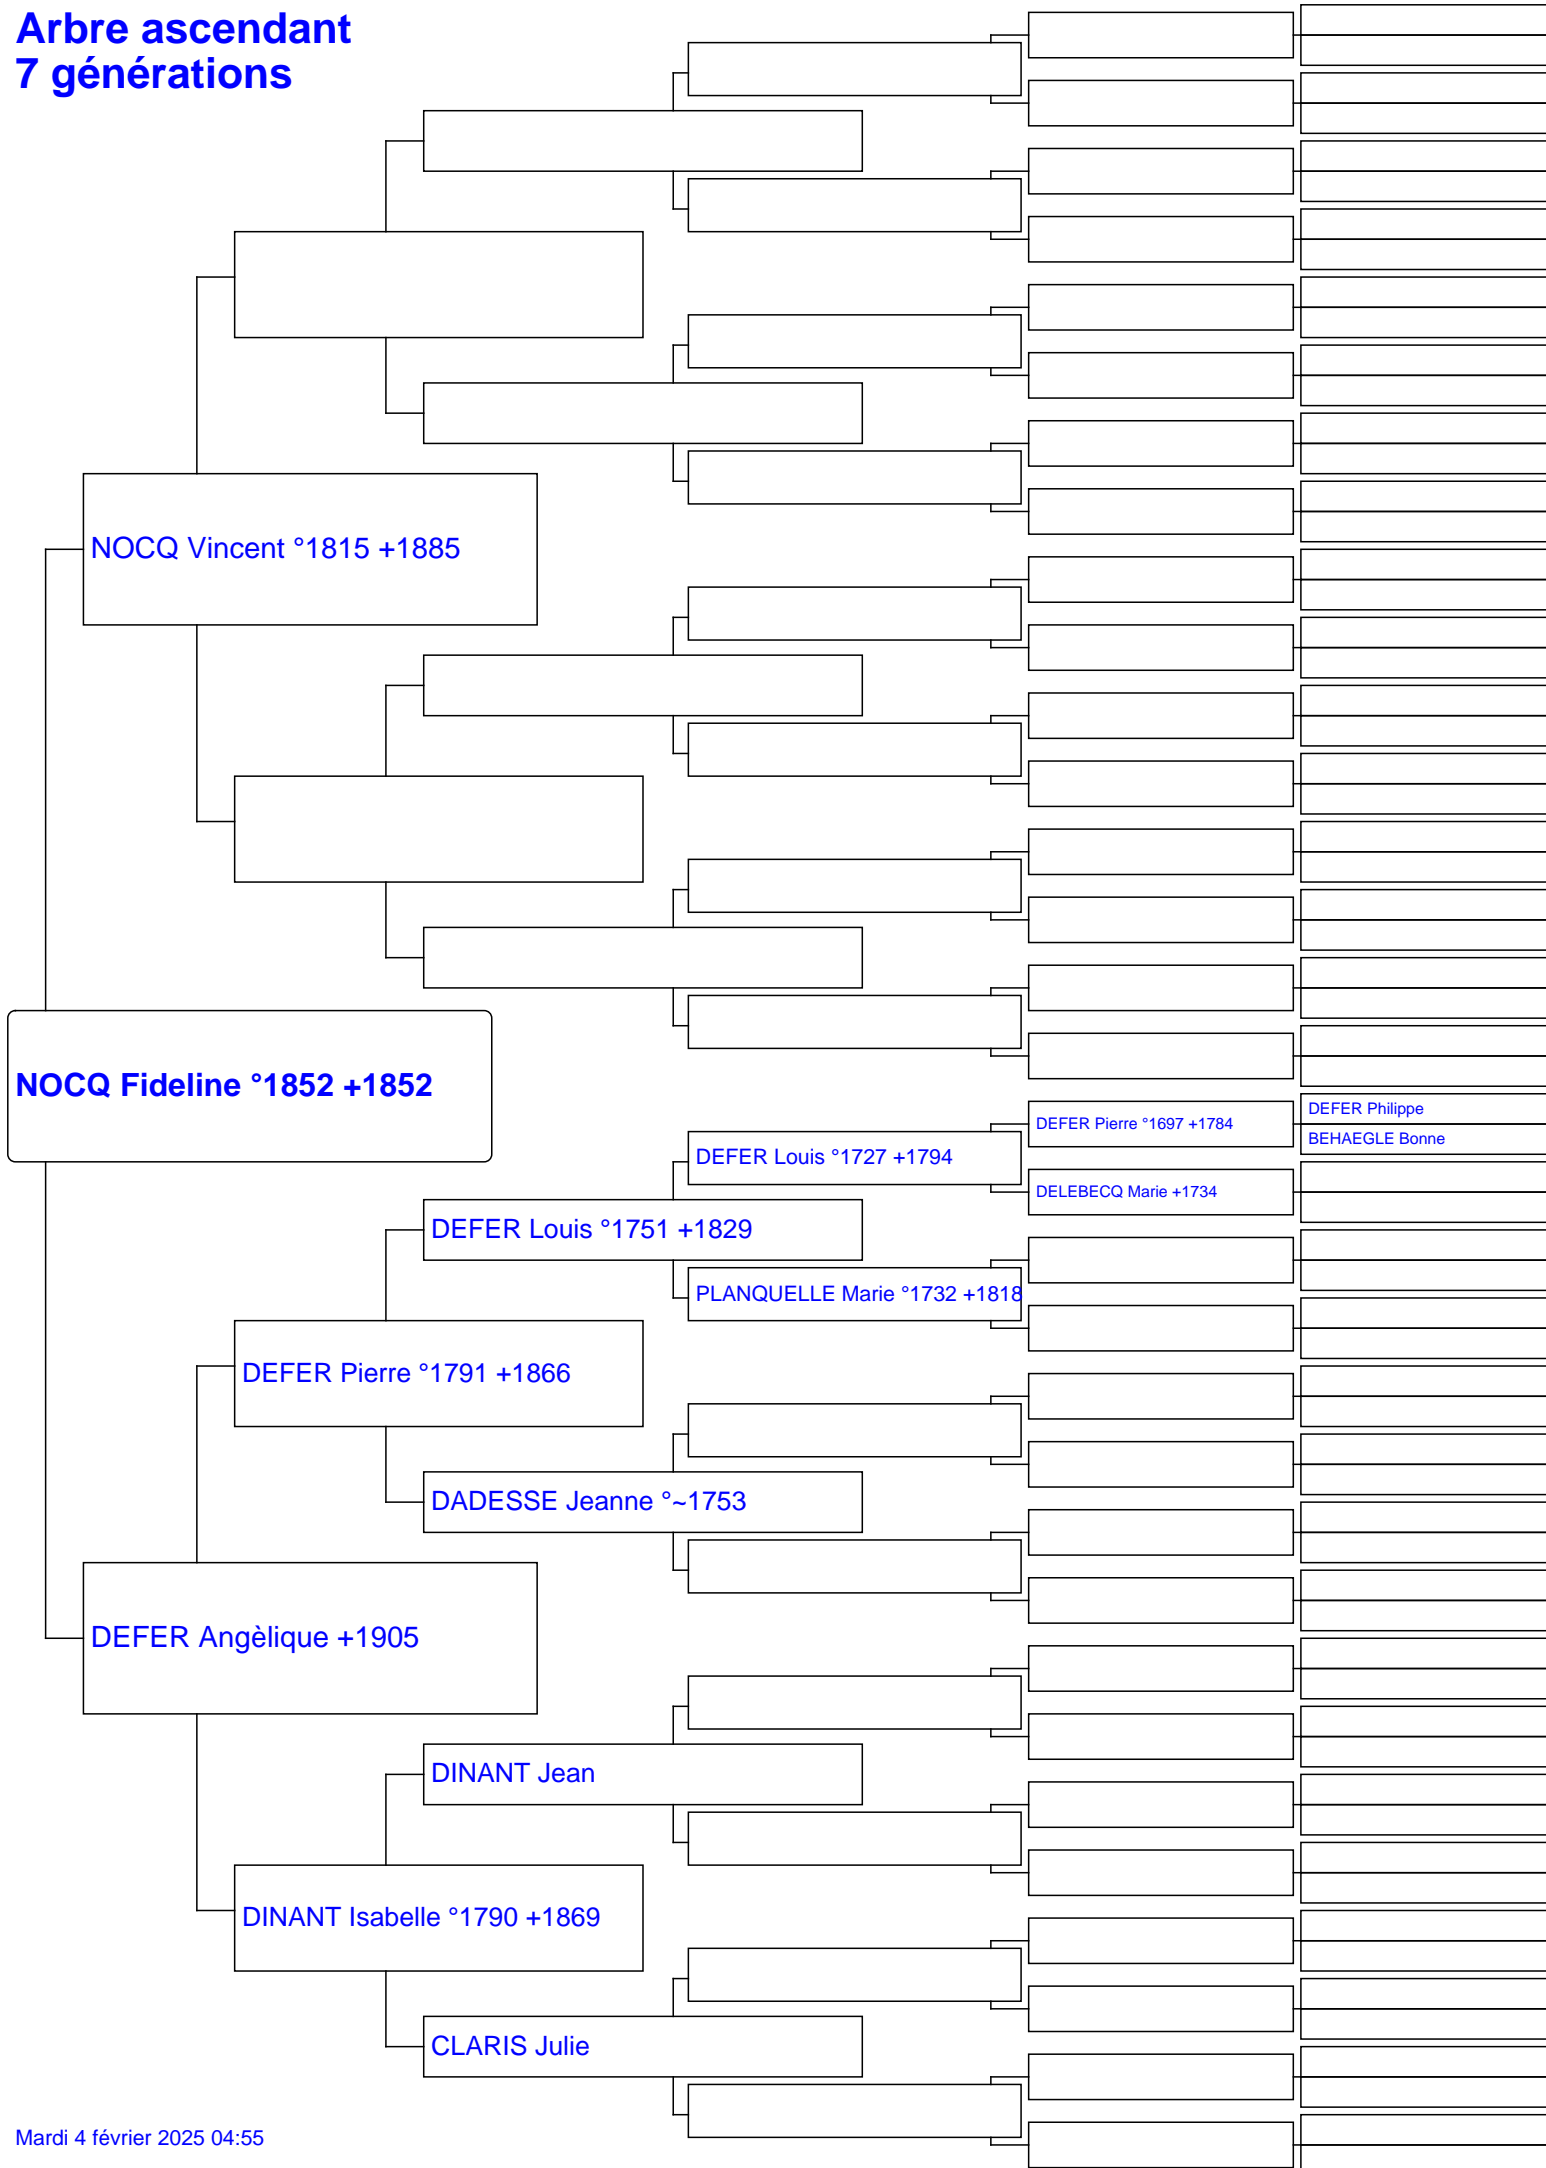 Arbre ascendant
7 générations
NOCQ Vincent °1815 +1885
NOCQ Fideline °1852 +1852
DEFER Philippe
DEFER Pierre °1697 +1784
BEHAEGLE Bonne
DEFER Louis °1727 +1794
DELEBECQ Marie +1734
DEFER Louis °1751 +1829
PLANQUELLE Marie °1732 +1818
DEFER Pierre °1791 +1866
DADESSE Jeanne °~1753
DEFER Angèlique +1905
DINANT Jean
DINANT Isabelle °1790 +1869
CLARIS Julie
Mardi 4 février 2025 04:55